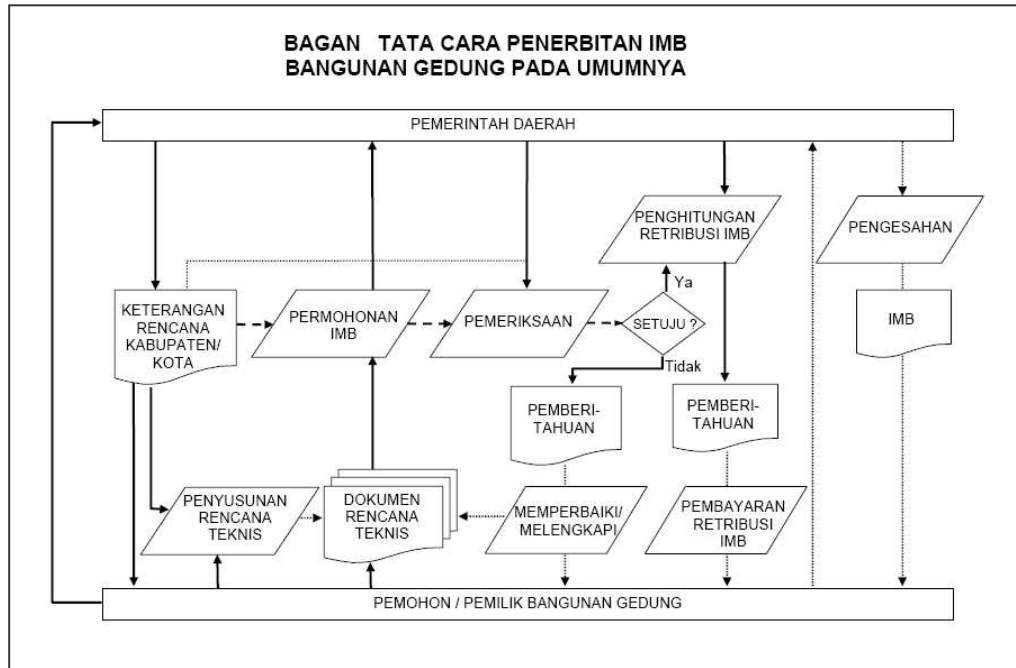 BAGAN TATA CARA PENERBITAN IMB
BANGUNAN GEDUNG PADA UMUMNYA
PEMERINTAH DAERAH
PENGHITUNGAN
RETRIBUSI IMB
PENGESAHAN
Ya
KETERANGAN
RENCANA
KABUPATEN/
KOTA
PERMOHONAN
IMB
PEMERIKSAAN
SETUJU ?
IMB
Tidak
PEMBERI-
TAHUAN
PEMBERI-
TAHUAN
PENYUSUNAN
RENCANA
TEKNIS
DOKUMEN
RENCANA
TEKNIS
MEMPERBAIKI/
MELENGKAPI
PEMBAYARAN
RETRIBUSI
IMB
PEMOHON / PEMILIK BANGUNAN GEDUNG